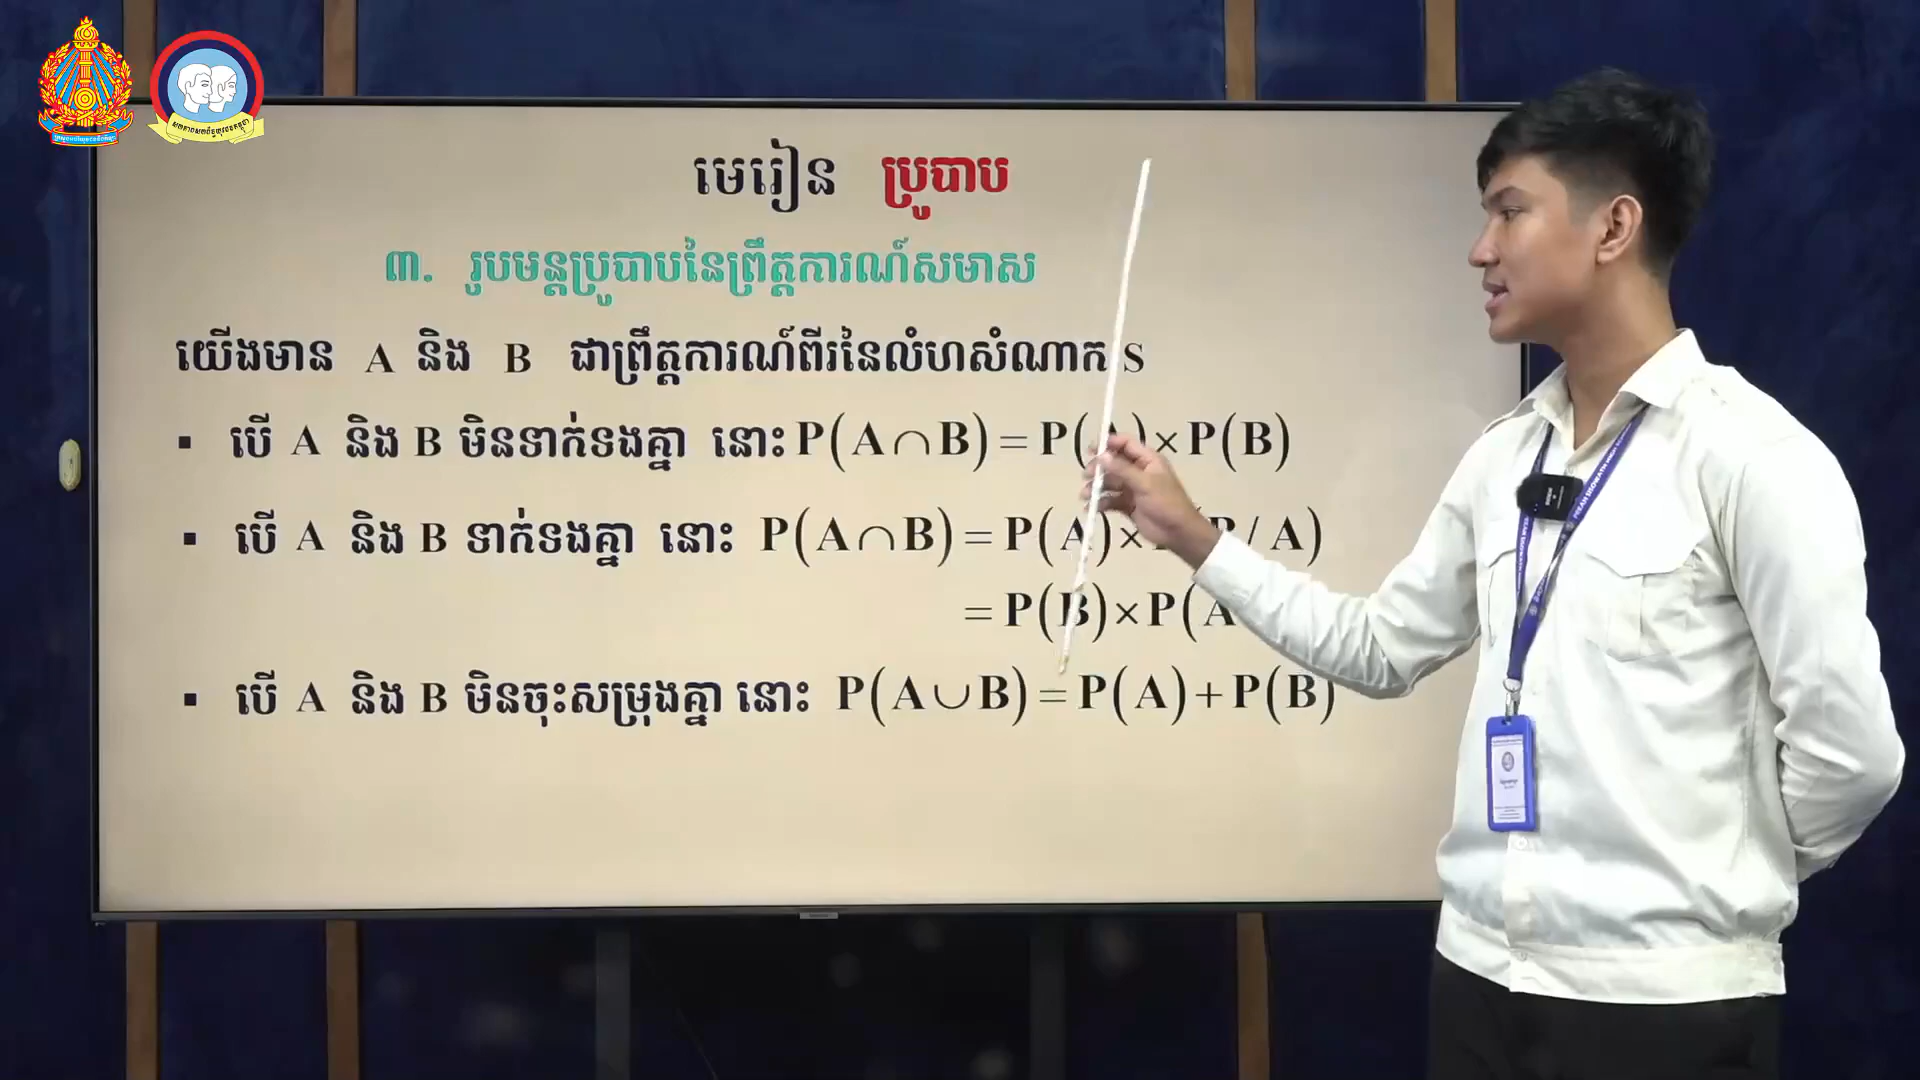 មេរៀន ប្រូបាប
៣. រូបមន្តប្រូបាបនៃព្រឹត្តការណ៍សមាស
យើងមាន A និង B ជាព្រឹត្តការណ៍ពីរនៃលំហសំណាក S
▪ បើ A និង B មិនទាក់ទងគ្នា នោះ P(A∩B)=P(A)×P(B)
▪ បើ A និង B ទាក់ទងគ្នា នោះ P(A∩B)=P(A)× /A)
=P(B)×P(A
▪ បើ A និង B មិនចុះសម្រុងគ្នា នោះ P(A∪B)=P(A)+P(B)